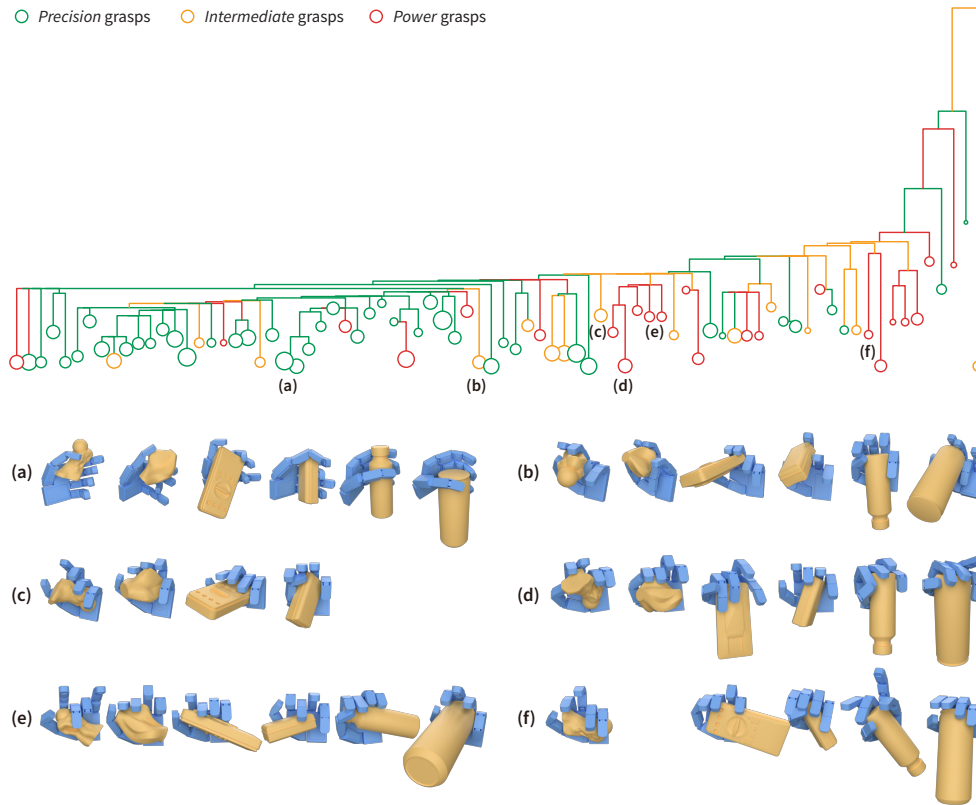 Precision grasps Intermediate grasps Power grasps
(c) (e) (f)
(a) (b) (d)
(a) (b)
(c) (d)
(e) (f)